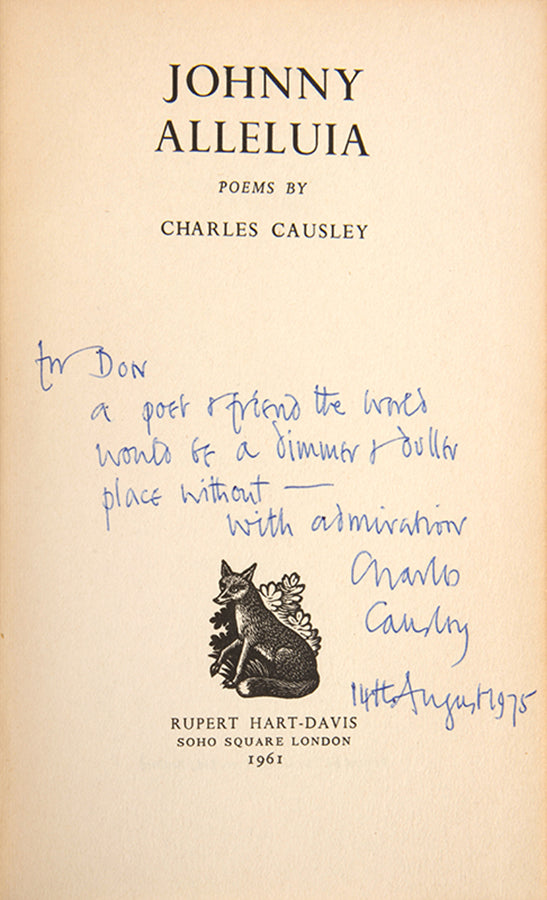 JOHNNY
ALLELUIA
POEMS BY
CHARLES CAUSLEY
for Don
a poet & friend the world
would be a dimmer & duller
place without —
with admiration
Charles
Causley
14th August 1975
RUPERT HART-DAVIS
SOHO SQUARE LONDON
1961